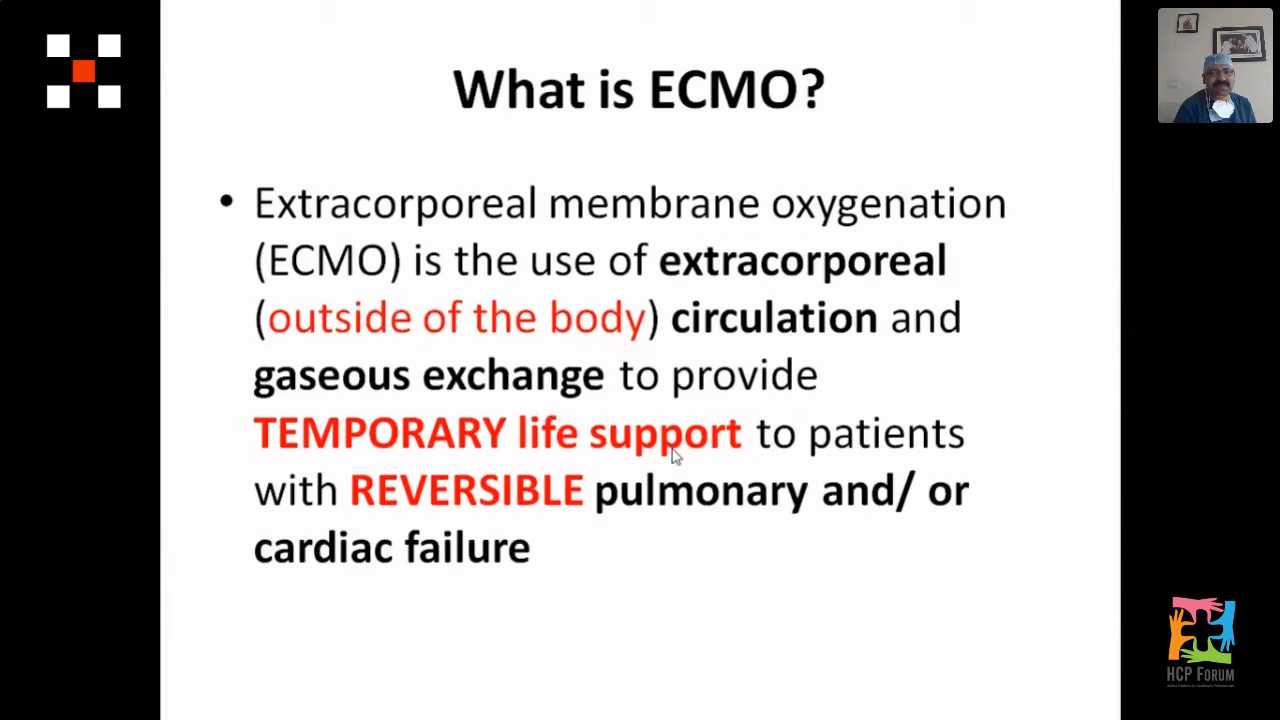 What is ECMO?
• Extracorporeal membrane oxygenation
(ECMO) is the use of extracorporeal
(outside of the body) circulation and
gaseous exchange to provide
TEMPORARY life support to patients
with REVERSIBLE pulmonary and/ or
cardiac failure
HCP FORUM